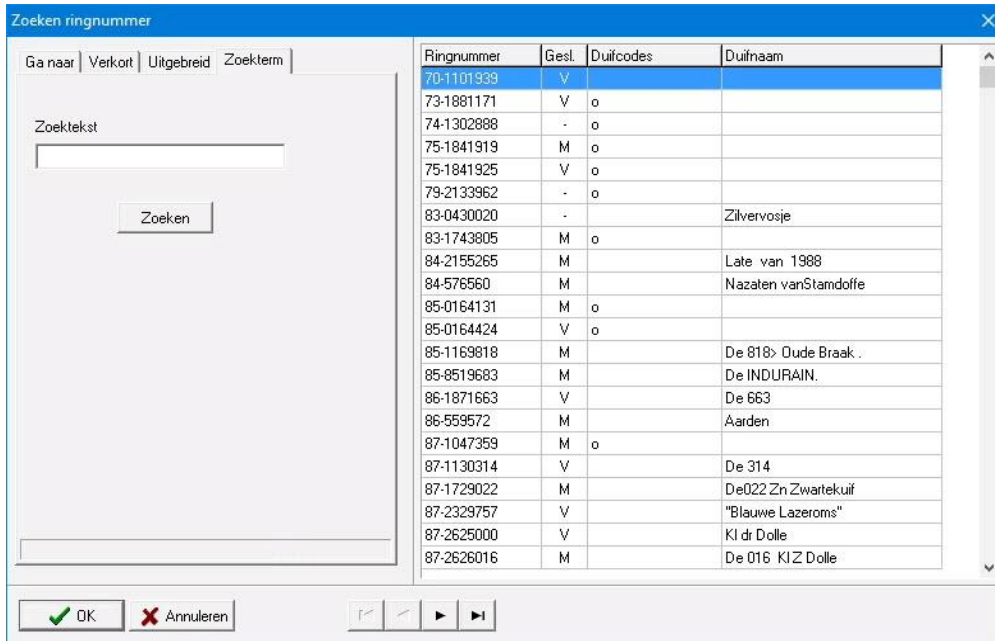 Zoeken ringnummer
Ga naar Verkort Uitgebreid Zoekterm
Zoektekst
Zoeken
Ringnummer Gesl. Duifcodes Duifnaam
70-1101939 V
73-1881171 V o
74-1302888 - o
75-1841919 M o
75-1841925 V o
79-2133962 - o
83-0430020 - Zilvervosje
83-1743805 M o
84-2155265 M Late van 1988
84-576560 M Nazaten vanStamdoffe
85-0164131 M o
85-0164424 V o
85-1169818 M De 818> Oude Braak .
85-8519683 M De INDURAIN.
86-1871663 V De 663
86-559572 M Aarden
87-1047359 M o
87-1130314 V De 314
87-1729022 M De022 Zn Zwartekuif
87-2329757 V "Blauwe Lazeroms"
87-2625000 V Kl dr Dolle
87-2626016 M De 016 Kl Z Dolle
OK Annuleren